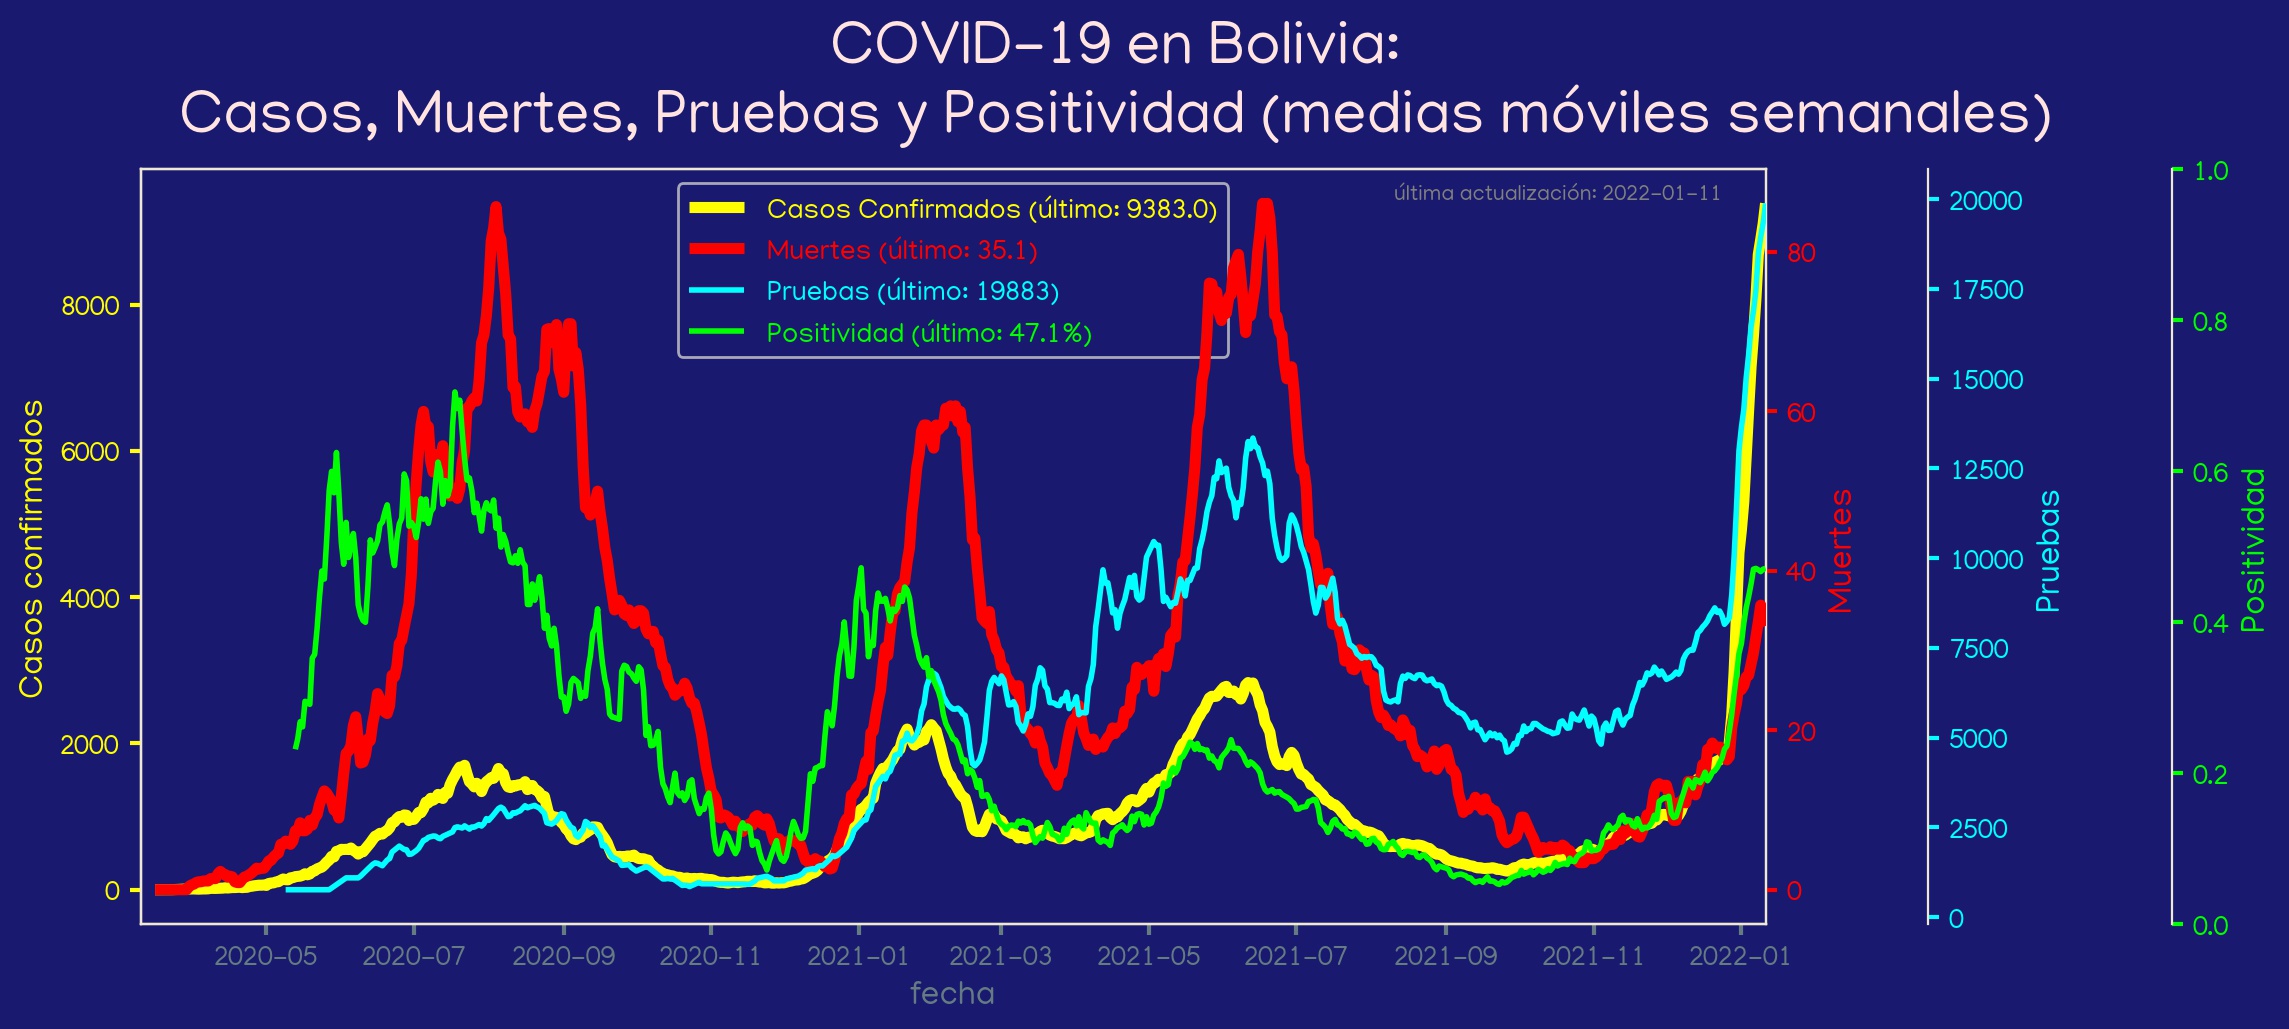 COVID-19 en Bolivia:
Casos, Muertes, Pruebas y Positividad (medias móviles semanales)
última actualización: 2022-01-11
Casos Confirmados (último: 9383.0)
Muertes (último: 35.1)
Pruebas (último: 19883)
Positividad (último: 47.1%)
Casos confirmados
8000
6000
4000
2000
0
80
60
40
20
0
Muertes
20000
17500
15000
12500
10000
7500
5000
2500
0
Pruebas
1.0
0.8
0.6
0.4
0.2
0.0
Positividad
2020-05 2020-07 2020-09 2020-11 2021-01 2021-03 2021-05 2021-07 2021-09 2021-11 2022-01
fecha